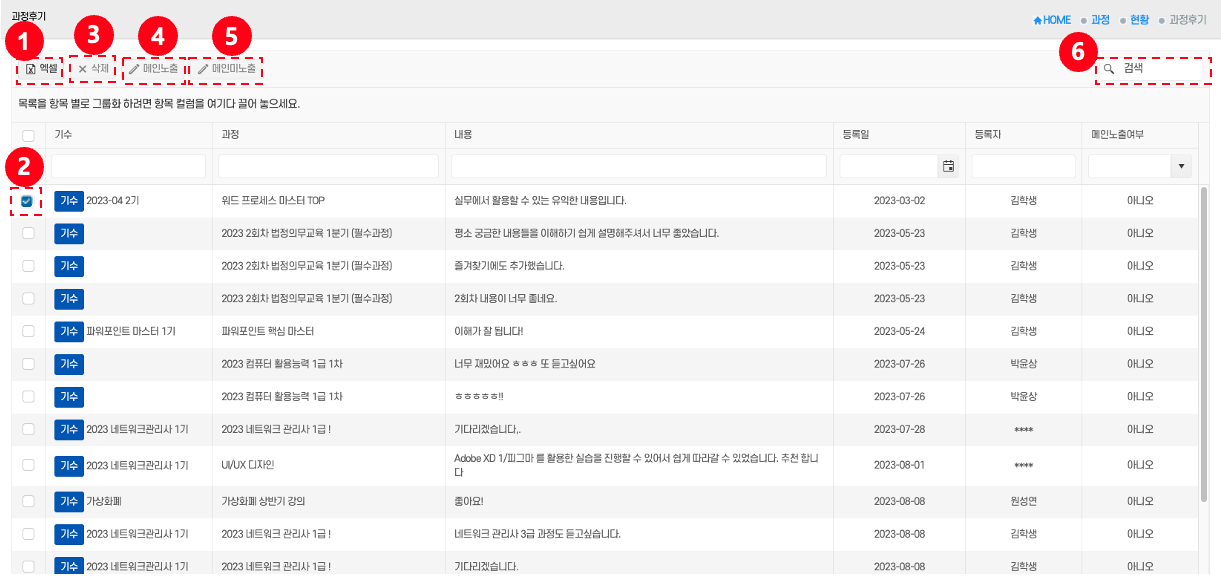 과정후기
HOME 과정 현황 과정후기
1 3 4 5 6
엑셀 삭제 메인노출 메인미노출 검색
목록을 항목 별로 그룹화 하려면 항목 컬럼을 여기다 끌어 놓으세요.
기수 과정 내용 등록일 등록자 메인노출여부
2
기수 2023-04 2기 워드 프로세스 마스터 TOP 실무에서 활용할 수 있는 유익한 내용입니다. 2023-03-02 김학생 아니오
기수 2023 2회차 법정의무교육 1분기 (필수과정) 평소 궁금한 내용들을 이해하기 쉽게 설명해주셔서 너무 좋았습니다. 2023-05-23 김학생 아니오
기수 2023 2회차 법정의무교육 1분기 (필수과정) 즐겨찾기에도 추가했습니다. 2023-05-23 김학생 아니오
기수 2023 2회차 법정의무교육 1분기 (필수과정) 2회차 내용이 너무 좋네요. 2023-05-23 김학생 아니오
기수 파워포인트 마스터 1기 파워포인트 핵심 마스터 이해가 잘 됩니다! 2023-05-24 김학생 아니오
기수 2023 컴퓨터 활용능력 1급 1차 너무 재밌어요 ㅎㅎㅎ 또 듣고싶어요 2023-07-26 박윤상 아니오
기수 2023 컴퓨터 활용능력 1급 1차 ㅎㅎㅎㅎㅎ!! 2023-07-26 박윤상 아니오
기수 2023 네트워크관리사 1기 2023 네트워크 관리사 1급 ! 기다리겠습니다,. 2023-07-28 **** 아니오
기수 2023 네트워크관리사 1기 UI/UX 디자인 Adobe XD 1/피그마 를 활용한 실습을 진행할 수 있어서 쉽게 따라갈 수 있었습니다. 추천 합니
다 2023-08-01 **** 아니오
기수 가상화폐 가상화폐 상반기 강의 좋아요! 2023-08-08 원성연 아니오
기수 2023 네트워크관리사 1기 2023 네트워크 관리사 1급 ! 네트워크 관리사 3급 과정도 듣고싶습니다. 2023-08-08 김학생 아니오
기수 2023 네트워크관리사 1기 2023 네트워크 관리사 1급 ! 기다리겠습니다. 2023-08-08 김학생 아니오